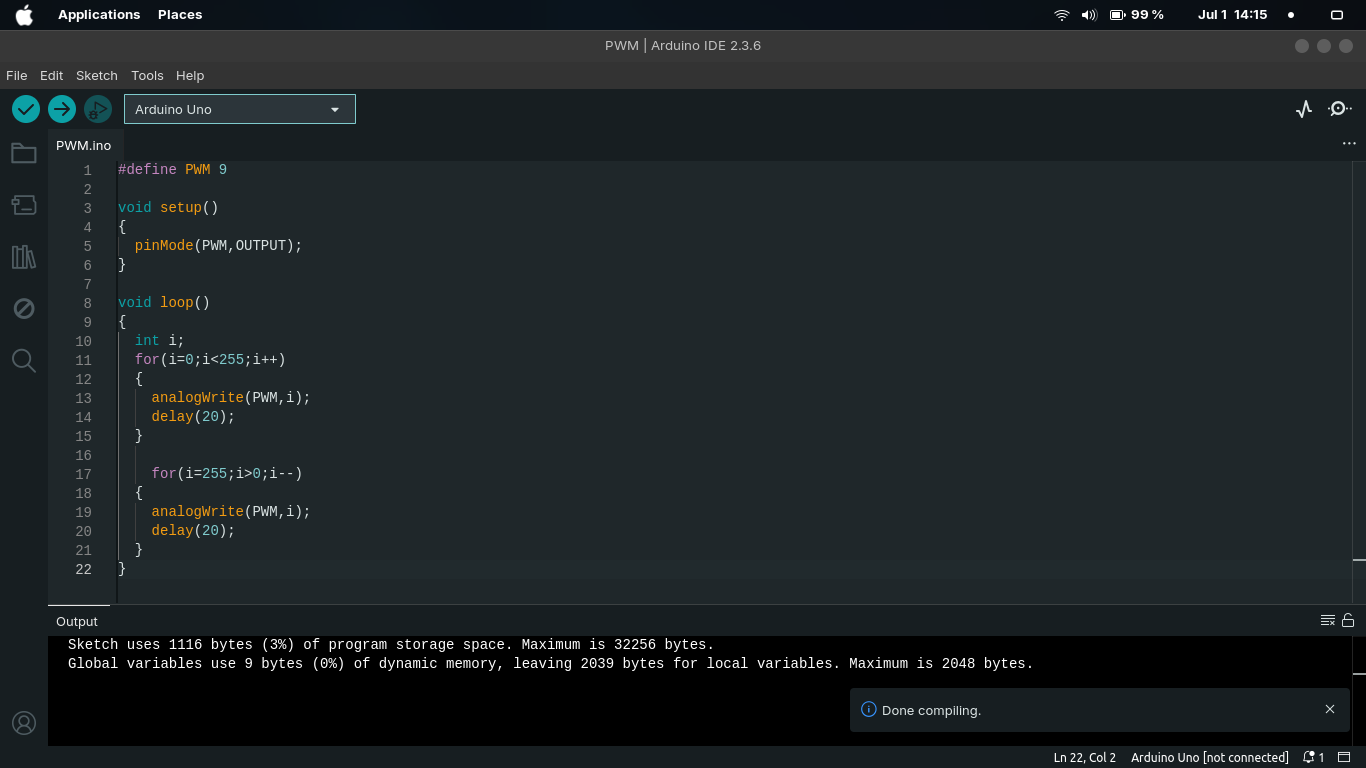 Applications Places 99 % Jul 1 14:15
PWM | Arduino IDE 2.3.6
File Edit Sketch Tools Help
Arduino Uno
PWM.ino
1 #define PWM 9
2
3 void setup()
4 {
5 pinMode(PWM,OUTPUT);
6 }
7
8 void loop()
9 {
10 int i;
11 for(i=0;i<255;i++)
12 {
13 analogWrite(PWM,i);
14 delay(20);
15 }
16
17 for(i=255;i>0;i--)
18 {
19 analogWrite(PWM,i);
20 delay(20);
21 }
22 }
Output
Sketch uses 1116 bytes (3%) of program storage space. Maximum is 32256 bytes.
Global variables use 9 bytes (0%) of dynamic memory, leaving 2039 bytes for local variables. Maximum is 2048 bytes.
Done compiling.
Ln 22, Col 2 Arduino Uno [not connected] 1